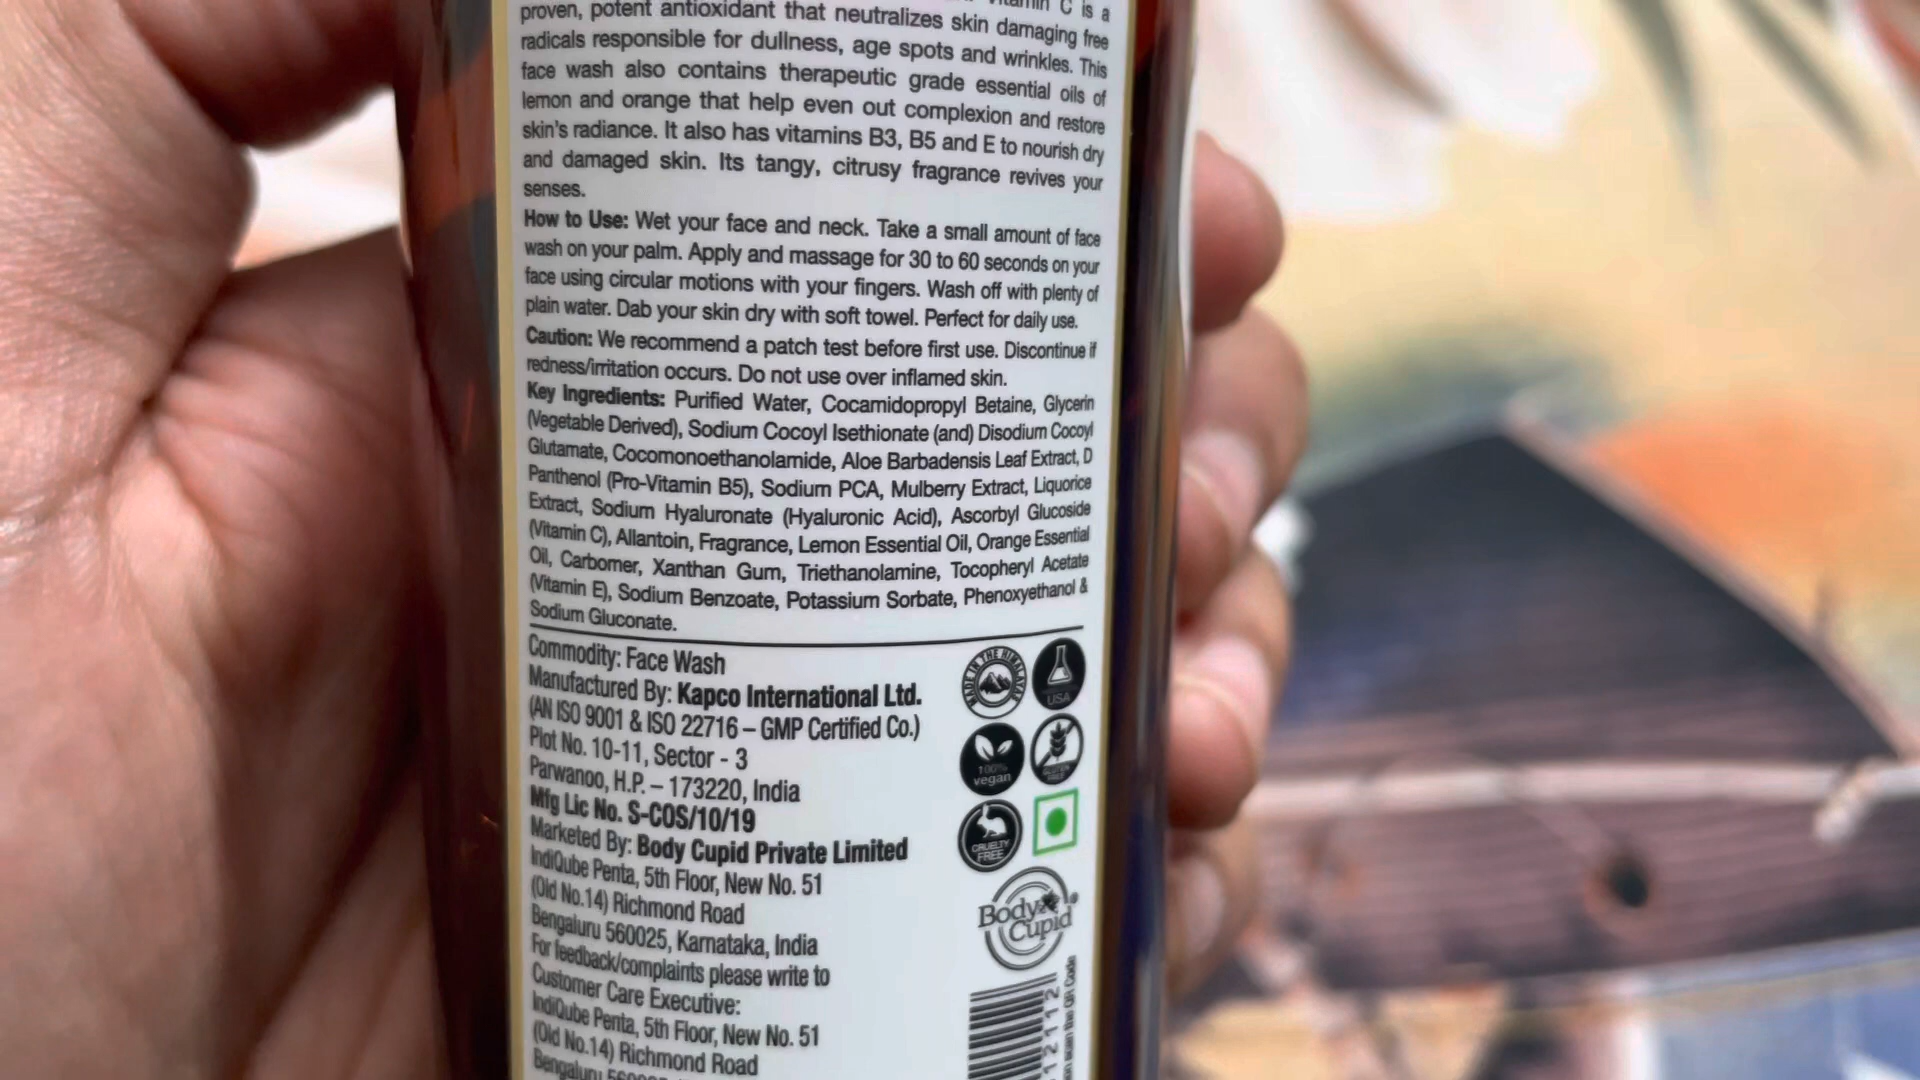 Vitamin C is a
proven, potent antioxidant that neutralizes skin damaging free
radicals responsible for dullness, age spots and wrinkles. This
face wash also contains therapeutic grade essential oils of
lemon and orange that help even out complexion and restore
skin's radiance. It also has vitamins B3, B5 and E to nourish dry
and damaged skin. Its tangy, citrusy fragrance revives your
senses.
How to Use: Wet your face and neck. Take a small amount of face
wash on your palm. Apply and massage for 30 to 60 seconds on your
face using circular motions with your fingers. Wash off with plenty of
plain water. Dab your skin dry with soft towel. Perfect for daily use.
Caution: We recommend a patch test before first use. Discontinue if
redness/irritation occurs. Do not use over inflamed skin.
Key Ingredients: Purified Water, Cocamidopropyl Betaine, Glycerin
(Vegetable Derived), Sodium Cocoyl Isethionate (and) Disodium Cocoyl
Glutamate, Cocomonoethanolamide, Aloe Barbadensis Leaf Extract, D
Panthenol (Pro-Vitamin B5), Sodium PCA, Mulberry Extract, Liquorice
Extract, Sodium Hyaluronate (Hyaluronic Acid), Ascorbyl Glucoside
(Vitamin C), Allantoin, Fragrance, Lemon Essential Oil, Orange Essential
Oil, Carbomer, Xanthan Gum, Triethanolamine, Tocopheryl Acetate
(Vitamin E), Sodium Benzoate, Potassium Sorbate, Phenoxyethanol &
Sodium Gluconate.
Commodity: Face Wash
Manufactured By: Kapco International Ltd.
(AN ISO 9001 & ISO 22716 – GMP Certified Co.)
Plot No. 10-11, Sector - 3
Parwanoo, H.P. – 173220, India
Mfg Lic No. S-COS/10/19
Marketed By: Body Cupid Private Limited
IndiQube Penta, 5th Floor, New No. 51
(Old No.14) Richmond Road
Bengaluru 560025, Karnataka, India
For feedback/complaints please write to
Customer Care Executive:
IndiQube Penta, 5th Floor, New No. 51
(Old No.14) Richmond Road
Bengaluru
MADE IN THE HIMALAYAS
USA
100%
vegan
GLUTEN
FREE
CRUELTY
FREE
Body
Cupid®
12112
scan the QR Code